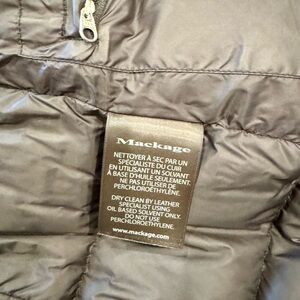 Mackage
NETTOYER À SEC PAR UN
SPÉCIALISTE DU CUIR
EN UTILISANT UN SOLVANT
À BASE D'HUILE SEULEMENT.
NE PAS UTILISER DE
PERCHLOROÉTHYLÈNE.
DRY CLEAN BY LEATHER
SPECIALIST USING
OIL BASED SOLVENT ONLY.
DO NOT USE
PERCHLOROETHYLENE.
www.mackage.com